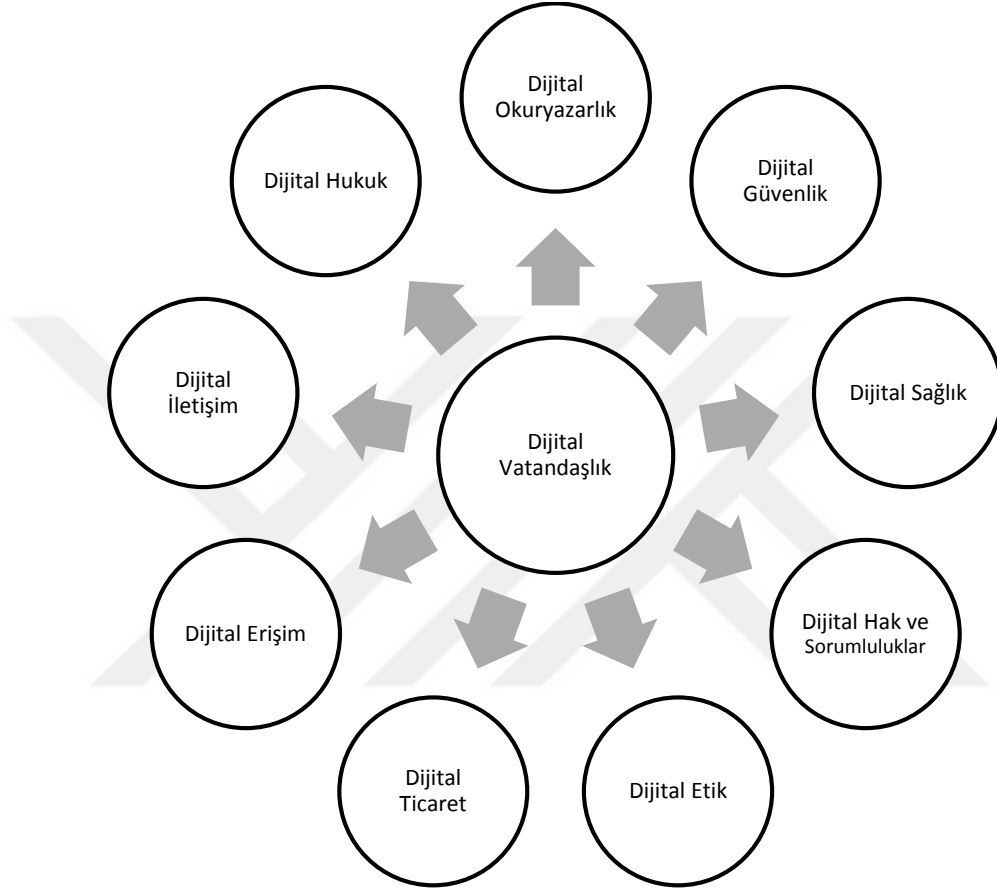 Dijital
Okuryazarlık
Dijital
Güvenlik
Dijital Hukuk
Dijital
İletişim
Dijital Sağlık
Dijital
Vatandaşlık
Dijital Erişim
Dijital Hak ve
Sorumluluklar
Dijital
Ticaret
Dijital Etik